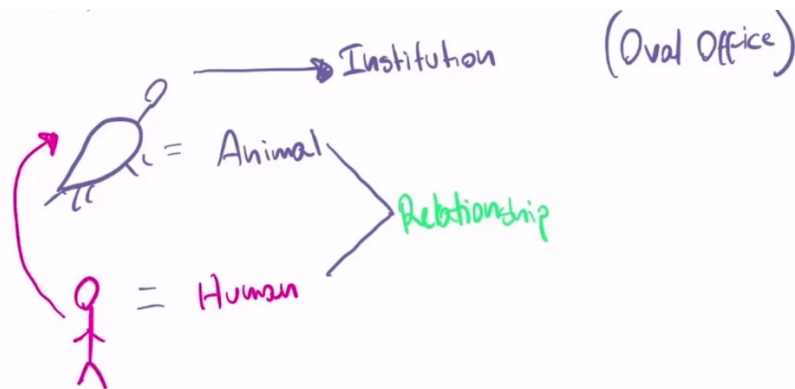 Institution (Oval Office)
= Animal
Relationship
= Human